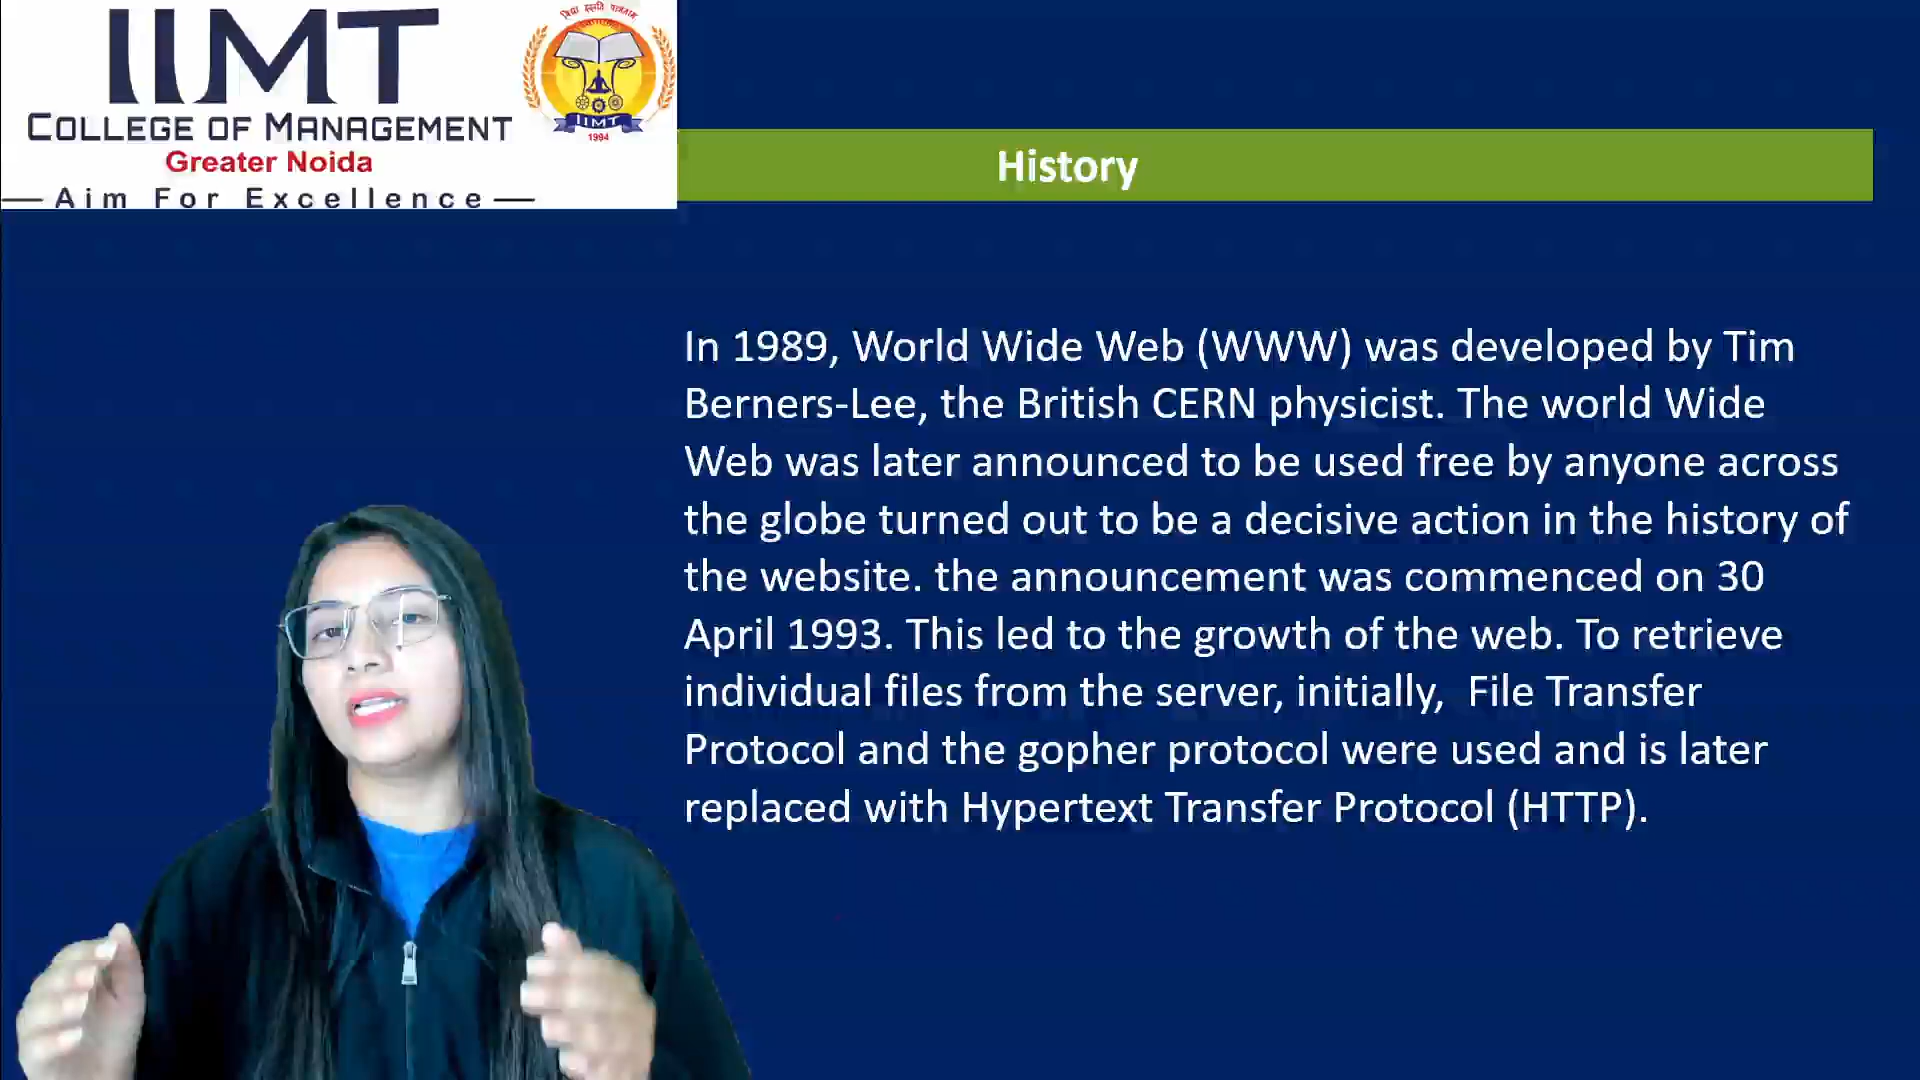 IIMT
COLLEGE OF MANAGEMENT
Greater Noida
Aim For Excellence
IIMT
1994
History
In 1989, World Wide Web (WWW) was developed by Tim
Berners-Lee, the British CERN physicist. The world Wide
Web was later announced to be used free by anyone across
the globe turned out to be a decisive action in the history of
the website. the announcement was commenced on 30
April 1993. This led to the growth of the web. To retrieve
individual files from the server, initially,  File Transfer
Protocol and the gopher protocol were used and is later
replaced with Hypertext Transfer Protocol (HTTP).